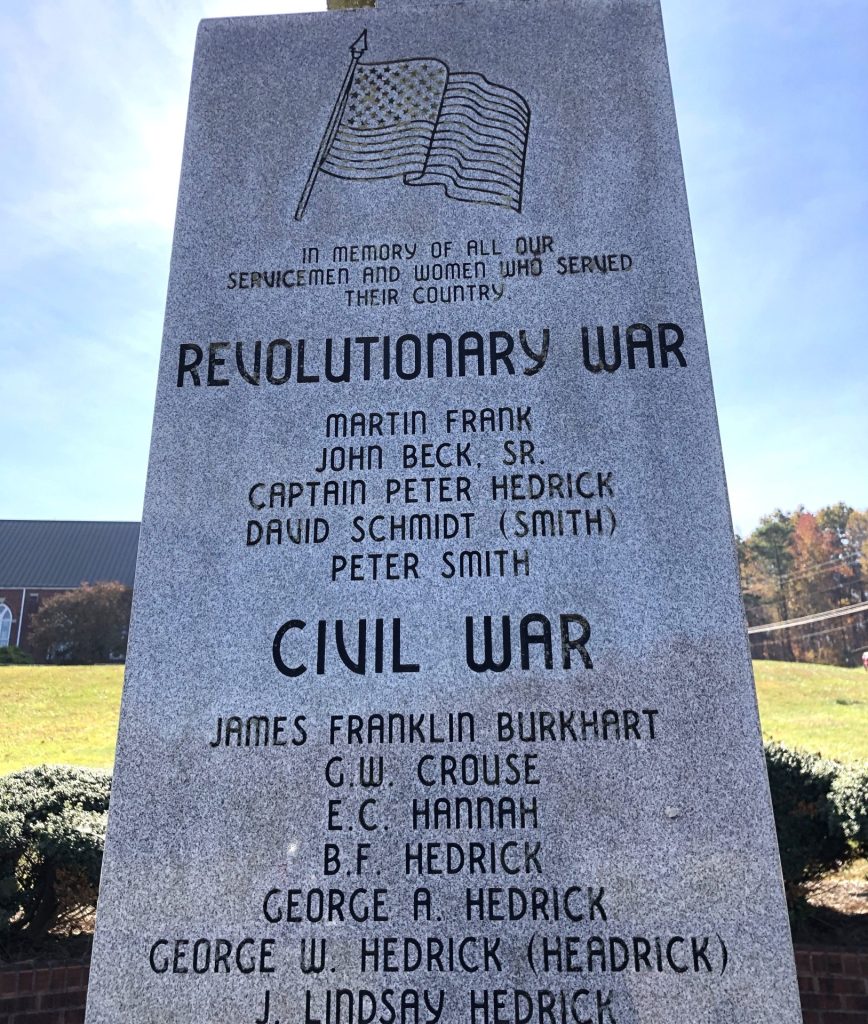 IN MEMORY OF ALL OUR
SERVICEMEN AND WOMEN WHO SERVED
THEIR COUNTRY.
REVOLUTIONARY WAR
MARTIN FRANK
JOHN BECK, SR.
CAPTAIN PETER HEDRICK
DAVID SCHMIDT (SMITH)
PETER SMITH
CIVIL WAR
JAMES FRANKLIN BURKHART
G.W. CROUSE
E.C. HANNAH
B.F. HEDRICK
GEORGE A. HEDRICK
GEORGE W. HEDRICK (HEADRICK)
J. LINDSAY HEDRICK